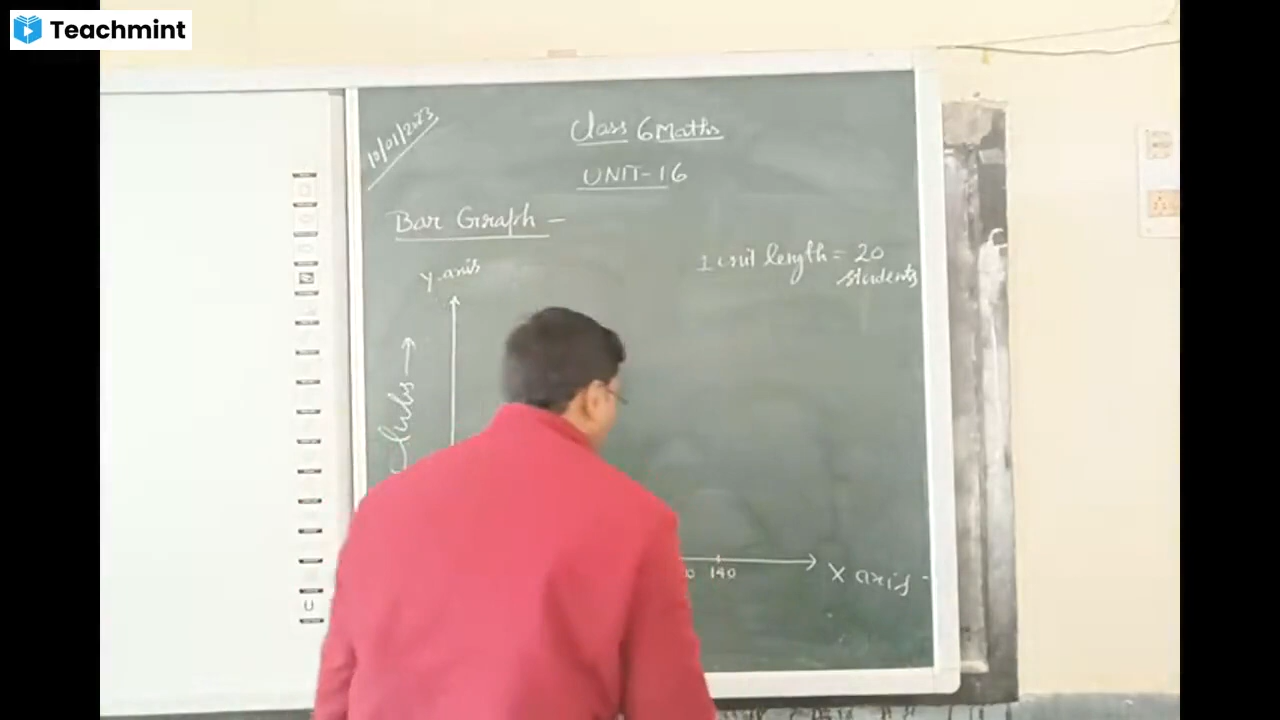 Teachmint
10/01/2023
Class 6 Maths
UNIT-16
Bar Graph -
1 unit length = 20
students
Y-axis
140
X axis